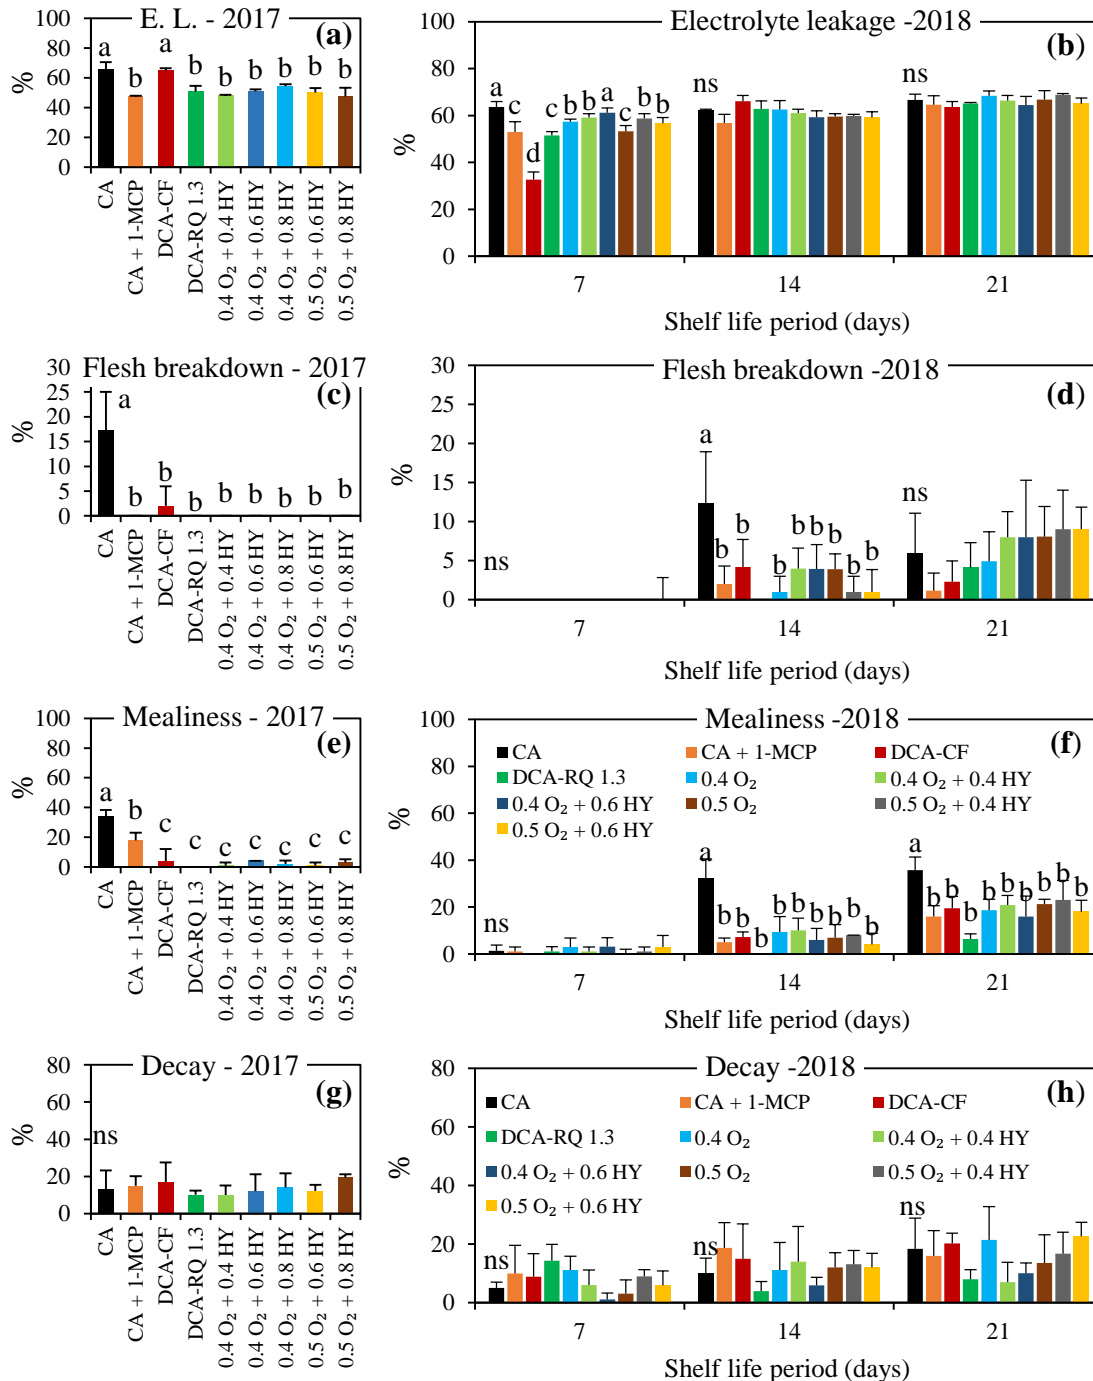 E. L. - 2017
(a)
%
100
80
60
40
20
0
a
b
a
b
b
b
b
b
b
CA
CA + 1-MCP
DCA-CF
DCA-RQ 1.3
0.4 O₂ + 0.4 HY
0.4 O₂ + 0.6 HY
0.4 O₂ + 0.8 HY
0.5 O₂ + 0.6 HY
0.5 O₂ + 0.8 HY
Electrolyte leakage -2018
(b)
%
100
80
60
40
20
0
a
c
d
c
b
b
a
c
b
b
ns
ns
7
14
21
Shelf life period (days)
Flesh breakdown - 2017
(c)
%
30
25
20
15
10
5
0
a
b
b
b
b
b
b
b
b
CA
CA + 1-MCP
DCA-CF
DCA-RQ 1.3
0.4 O₂ + 0.4 HY
0.4 O₂ + 0.6 HY
0.4 O₂ + 0.8 HY
0.5 O₂ + 0.6 HY
0.5 O₂ + 0.8 HY
Flesh breakdown -2018
(d)
%
30
25
20
15
10
5
0
ns
a
b
b
b
b
b
b
b
b
ns
7
14
21
Shelf life period (days)
Mealiness - 2017
(e)
%
100
80
60
40
20
0
a
b
c
c
c
c
c
c
c
CA
CA + 1-MCP
DCA-CF
DCA-RQ 1.3
0.4 O₂ + 0.4 HY
0.4 O₂ + 0.6 HY
0.4 O₂ + 0.8 HY
0.5 O₂ + 0.6 HY
0.5 O₂ + 0.8 HY
Mealiness -2018
(f)
%
100
80
60
40
20
0
CA
CA + 1-MCP
DCA-CF
DCA-RQ 1.3
0.4 O₂
0.4 O₂ + 0.4 HY
0.4 O₂ + 0.6 HY
0.5 O₂
0.5 O₂ + 0.4 HY
0.5 O₂ + 0.6 HY
ns
a
b
b
b
b
b
b
b
b
b
a
b
b
b
b
b
b
b
b
b
7
14
21
Shelf life period (days)
Decay - 2017
(g)
%
80
60
40
20
0
ns
CA
CA + 1-MCP
DCA-CF
DCA-RQ 1.3
0.4 O₂ + 0.4 HY
0.4 O₂ + 0.6 HY
0.4 O₂ + 0.8 HY
0.5 O₂ + 0.6 HY
0.5 O₂ + 0.8 HY
Decay -2018
(h)
%
80
60
40
20
0
CA
CA + 1-MCP
DCA-CF
DCA-RQ 1.3
0.4 O₂
0.4 O₂ + 0.4 HY
0.4 O₂ + 0.6 HY
0.5 O₂
0.5 O₂ + 0.4 HY
0.5 O₂ + 0.6 HY
ns
ns
ns
7
14
21
Shelf life period (days)